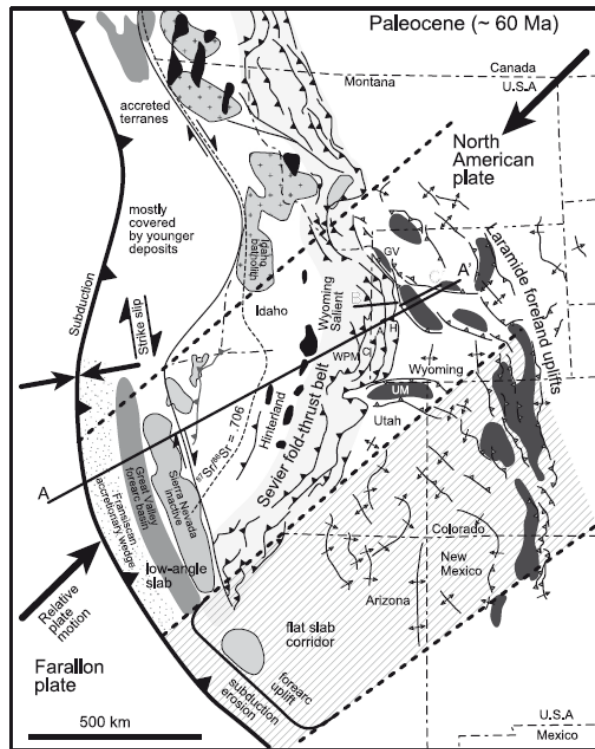 Paleocene (~ 60 Ma)
Canada
U.S.A
Montana
accreted
terranes
North
American
plate
mostly
covered
by younger
deposits
Idaho
batholith
GV
C
A'
Laramide foreland uplifts
Subduction
Strike slip
Idaho
Wyoming
Salient
B
A
H
WPM
C
Wyoming
UM
Utah
Hinterland
Sevier fold-thrust belt
87Sr/86Sr = .706
A
Great Valley
forearc basin
Sierra Nevada
inactive
Fransiscan
accretionary wedge
low-angle
slab
Colorado
New
Mexico
Arizona
Relative
plate
motion
flat slab
corridor
Farallon
plate
forearc
uplift
subduction
erosion
500 km
U.S.A
Mexico